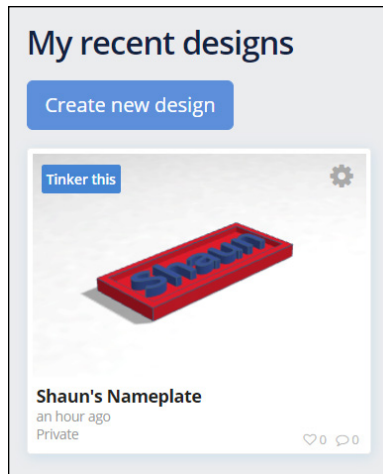 My recent designs
Create new design
Tinker this
Shaun
Shaun's Nameplate
an hour ago
Private
0 0